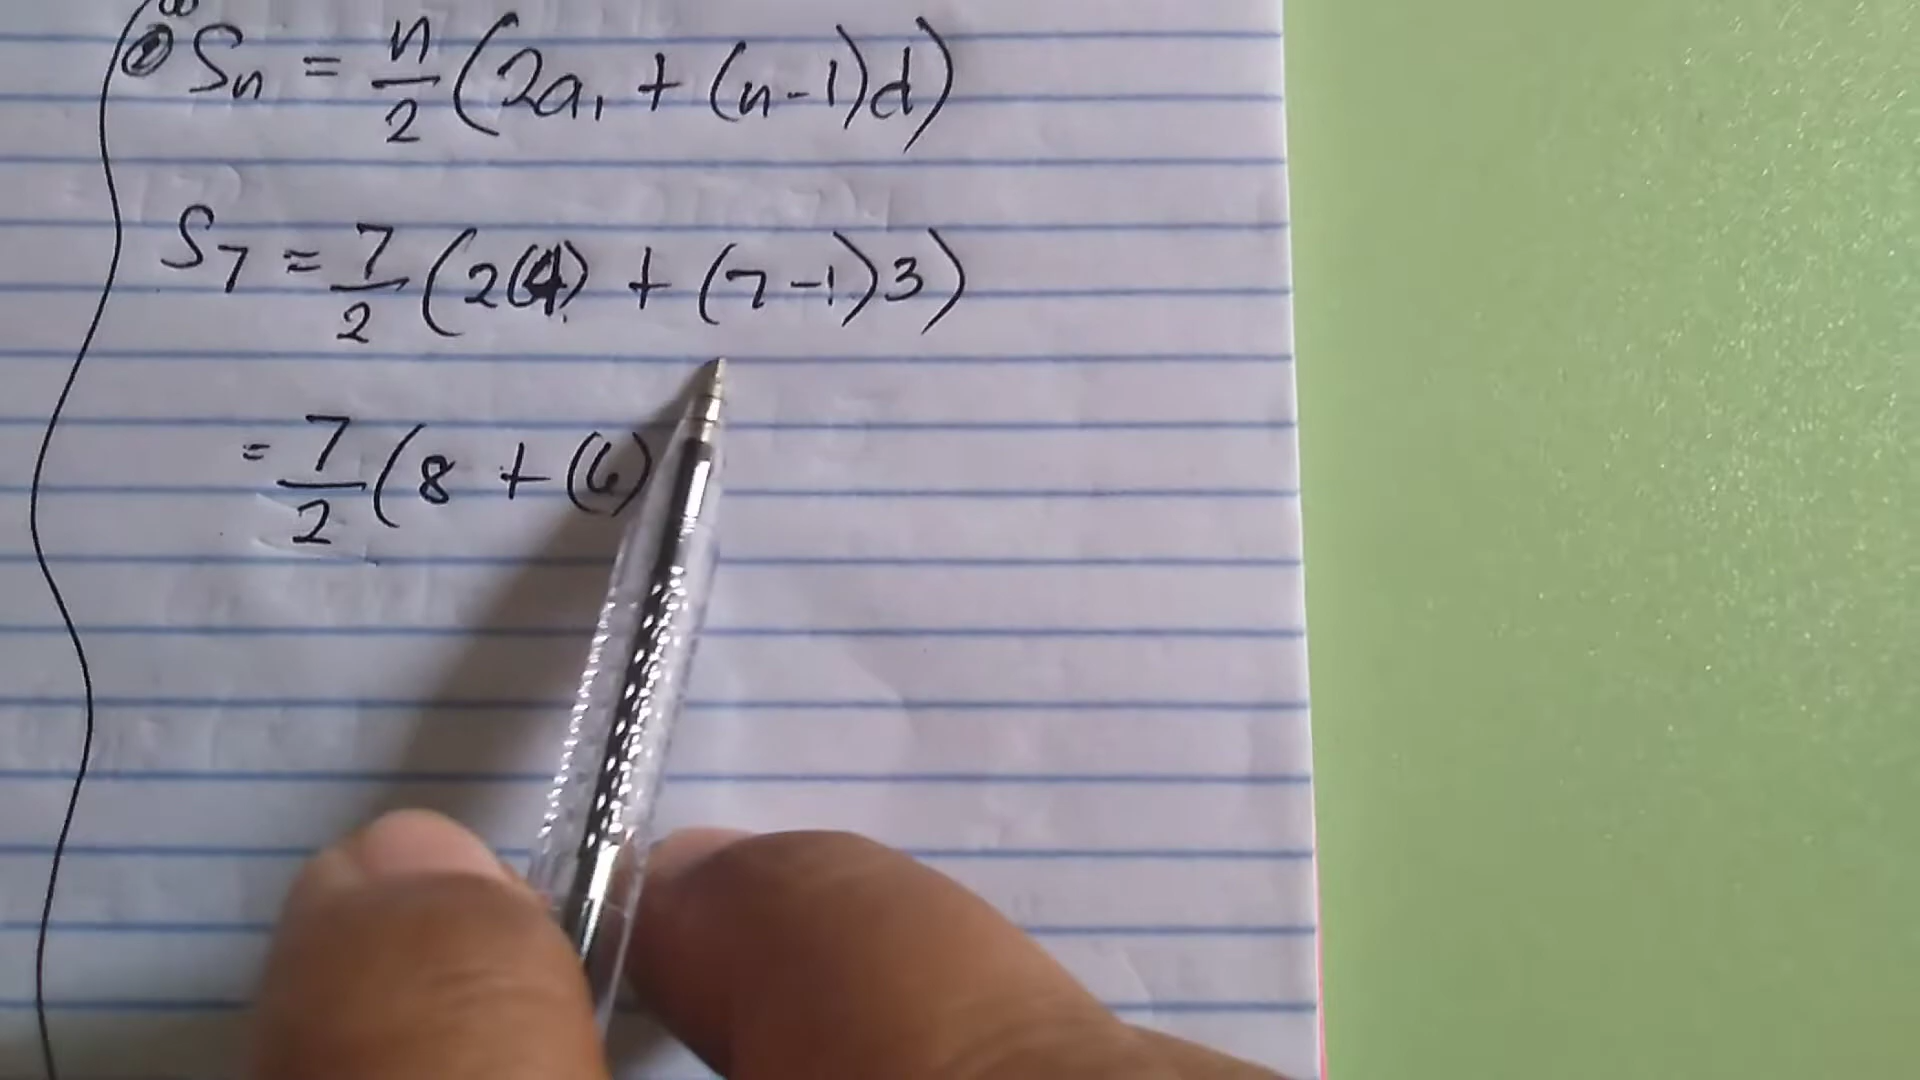 ② Sₙ = n/2 (2a₁ + (n-1)d)
S₇ = 7/2 (2(4) + (7-1)3)
= 7/2 (8 + (6)